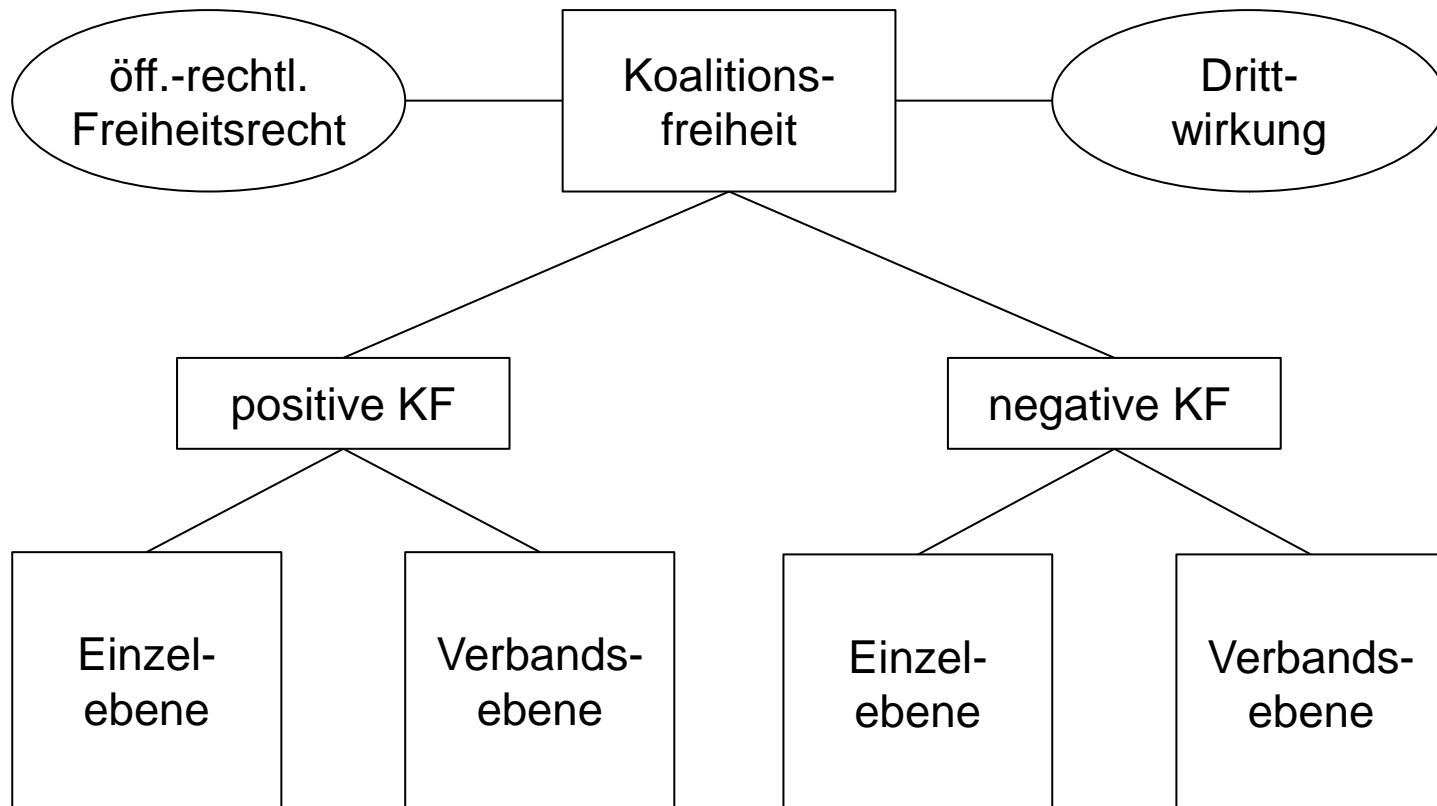 öff.-rechtl.
Freiheitsrecht
Koalitions-
freiheit
Dritt-
wirkung
positive KF
negative KF
Einzel-
ebene
Verbands-
ebene
Einzel-
ebene
Verbands-
ebene